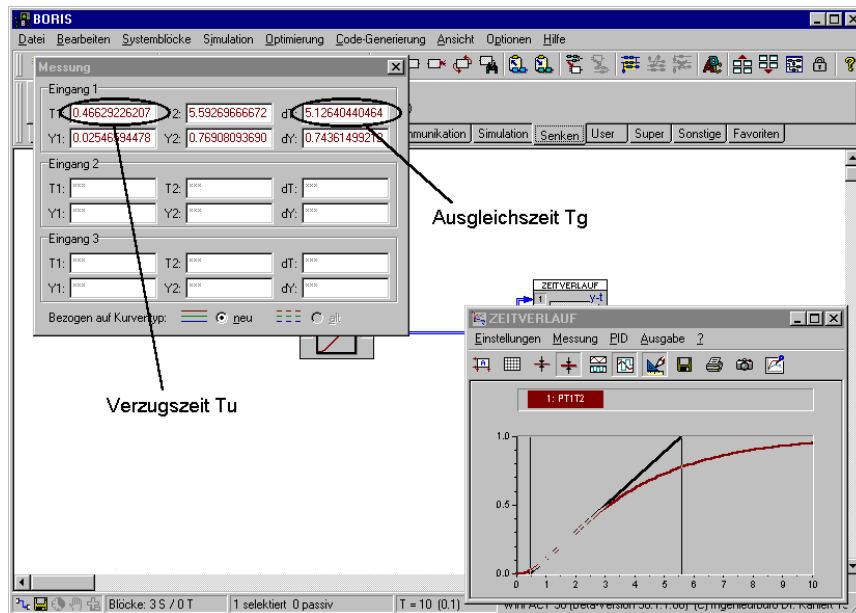 BORIS
Datei Bearbeiten Systemblöcke Simulation Optimierung Code-Generierung Ansicht Optionen Hilfe
Messung
Eingang 1
T1: 0.46629226207 T2: 5.59269666672 dT: 5.12640440464
Y1: 0.02546594478 Y2: 0.76908093690 dY: 0.74361499213
Eingang 2
T1: *** T2: *** dT: ***
Y1: *** Y2: *** dY: ***
Eingang 3
T1: *** T2: *** dT: ***
Y1: *** Y2: *** dY: ***
Bezogen auf Kurventyp: neu alt
Simulation Senken User Super Sonstige Favoriten
Ausgleichszeit Tg
Verzugszeit Tu
ZEITVERLAUF
1 y-t
ZEITVERLAUF
Einstellungen Messung PID Ausgabe ?
1: PT1T2
1.0
0.5
0.0
0 1 2 3 4 5 6 7 8 9 10
Blöcke: 3 S / 0 T 1 selektiert 0 passiv T = 10 (0.1)